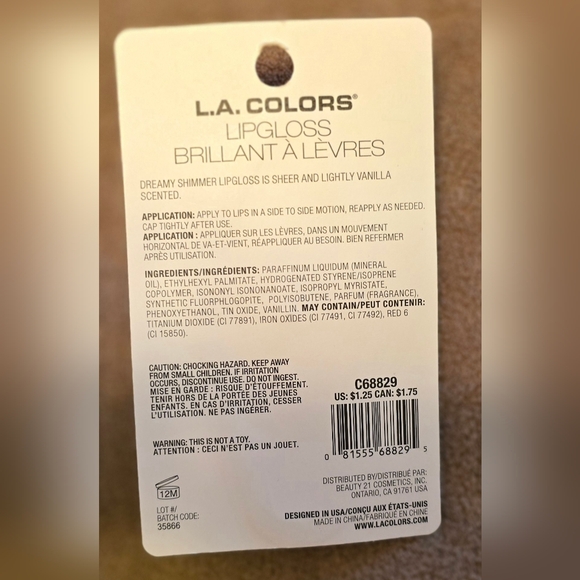 L.A. COLORS®
LIPGLOSS
BRILLANT À LÈVRES
DREAMY SHIMMER LIPGLOSS IS SHEER AND LIGHTLY VANILLA
SCENTED.
APPLICATION: APPLY TO LIPS IN A SIDE TO SIDE MOTION, REAPPLY AS NEEDED.
CAP TIGHTLY AFTER USE.
APPLICATION : APPLIQUER SUR LES LÈVRES, DANS UN MOUVEMENT
HORIZONTAL DE VA-ET-VIENT, RÉAPPLIQUER AU BESOIN. BIEN REFERMER
APRÈS UTILISATION.
INGREDIENTS/INGRÉDIENTS: PARAFFINUM LIQUIDUM (MINERAL
OIL), ETHYLHEXYL PALMITATE, HYDROGENATED STYRENE/ISOPRENE
COPOLYMER, ISONONYL ISONONANOATE, ISOPROPYL MYRISTATE,
SYNTHETIC FLUORPHLOGOPITE, POLYISOBUTENE, PARFUM (FRAGRANCE),
PHENOXYETHANOL, TIN OXIDE, VANILLIN. MAY CONTAIN/PEUT CONTENIR:
TITANIUM DIOXIDE (CI 77891), IRON OXIDES (CI 77491, CI 77492), RED 6
(CI 15850).
CAUTION: CHOCKING HAZARD. KEEP AWAY
FROM SMALL CHILDREN. IF IRRITATION
OCCURS, DISCONTINUE USE. DO NOT INGEST.
MISE EN GARDE : RISQUE D'ÉTOUFFEMENT.
TENIR HORS DE LA PORTÉE DES JEUNES
ENFANTS. EN CAS D'IRRITATION, CESSER
L'UTILISATION. NE PAS INGÉRER.
WARNING: THIS IS NOT A TOY.
ATTENTION : CECI N'EST PAS UN JOUET.
C68829
US: $1.25 CAN: $1.75
0 81555 68829 5
12M
LOT #/
BATCH CODE:
35866
DISTRIBUTED BY/DISTRIBUÉ PAR:
BEAUTY 21 COSMETICS, INC.
ONTARIO, CA 91761 USA
DESIGNED IN USA/CONÇU AUX ÉTATS-UNIS
MADE IN CHINA/FABRIQUÉ EN CHINE
WWW.LACOLORS.COM